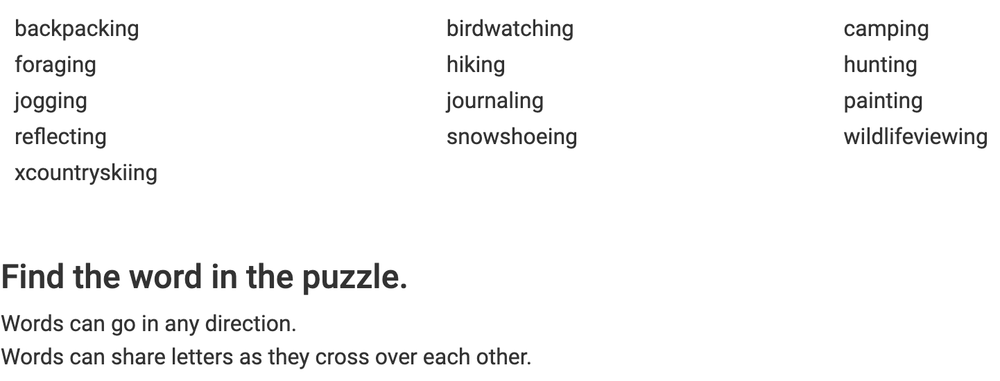 backpacking birdwatching camping
foraging hiking hunting
jogging journaling painting
reflecting snowshoeing wildlifeviewing
xcountryskiing
Find the word in the puzzle.
Words can go in any direction.
Words can share letters as they cross over each other.